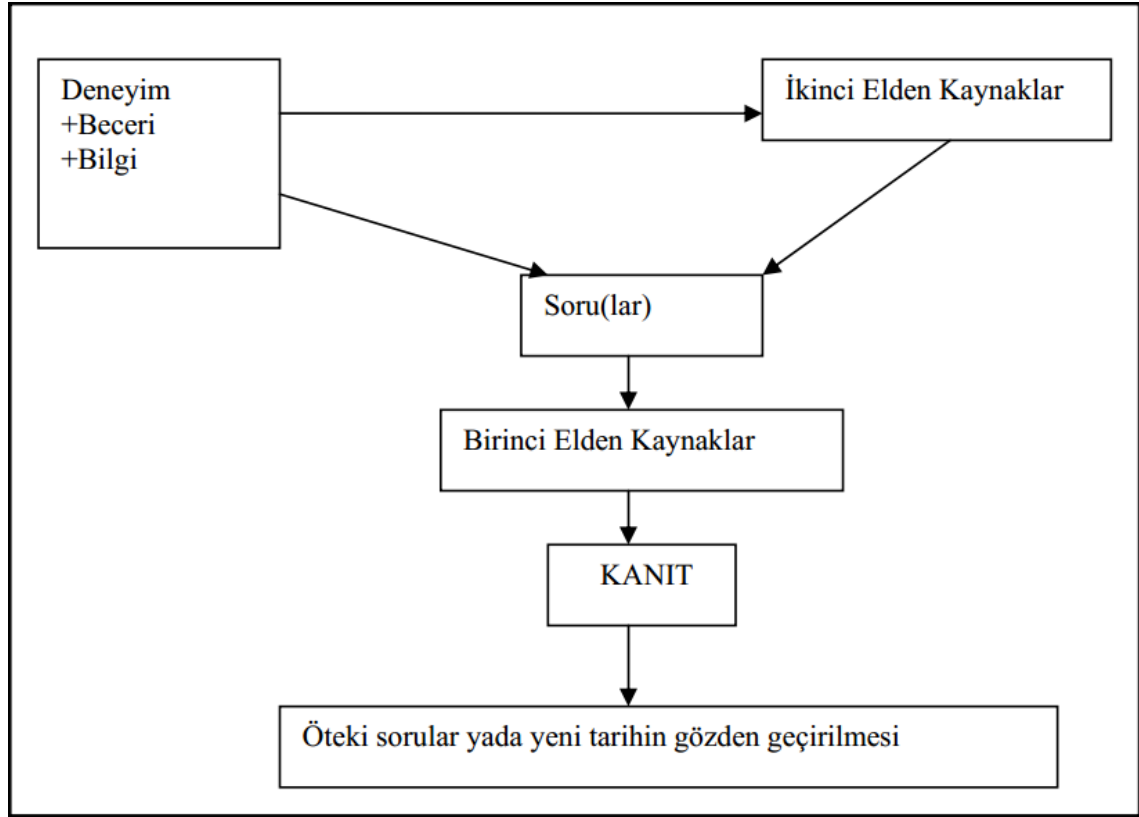 Deneyim
+Beceri
+Bilgi
İkinci Elden Kaynaklar
Soru(lar)
Birinci Elden Kaynaklar
KANIT
Öteki sorular yada yeni tarihin gözden geçirilmesi